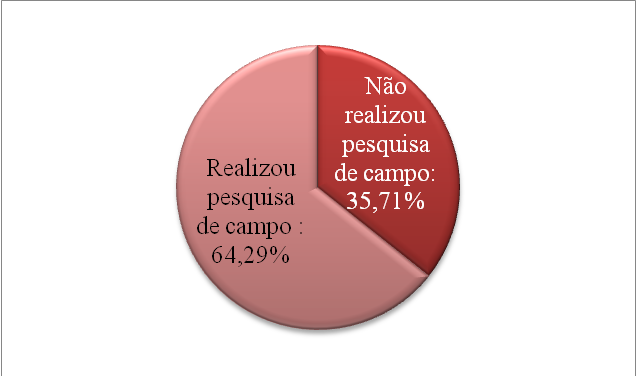 Não
realizou
pesquisa
de campo:
35,71%
Realizou
pesquisa
de campo :
64,29%